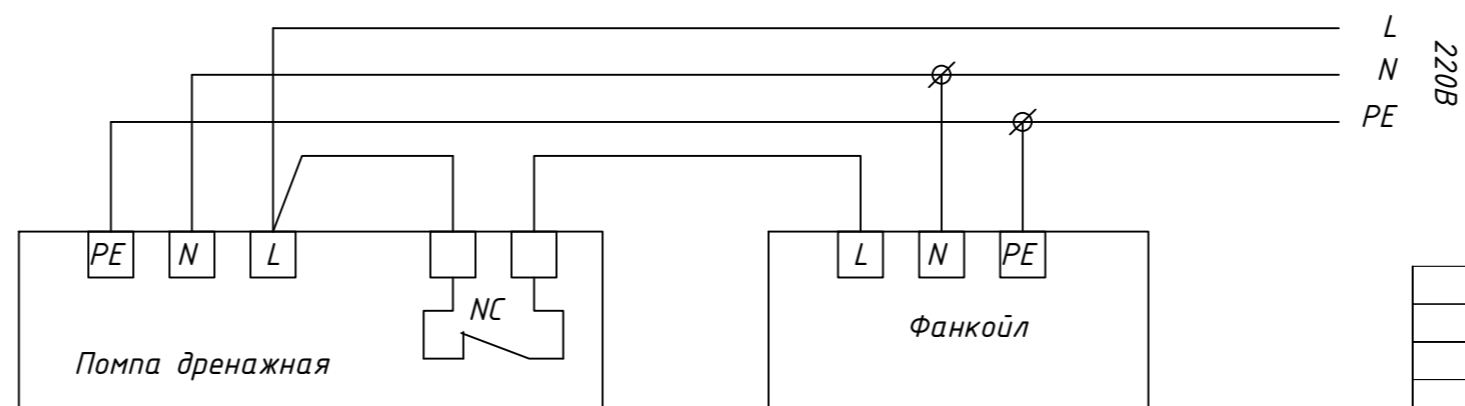 L
N
PE
220В
PE N L
NC
Помпа дренажная
L N PE
Фанкойл